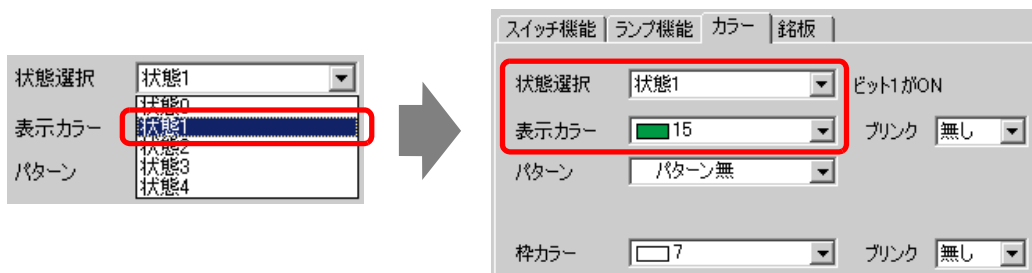 状態選択 状態1
状態0
表示カラー 状態1
状態2
パターン 状態3
状態4
スイッチ機能 ランプ機能 カラー 銘板
状態選択 状態1 ビット1がON
表示カラー 15 ブリンク 無し
パターン パターン無
枠カラー 7 ブリンク 無し